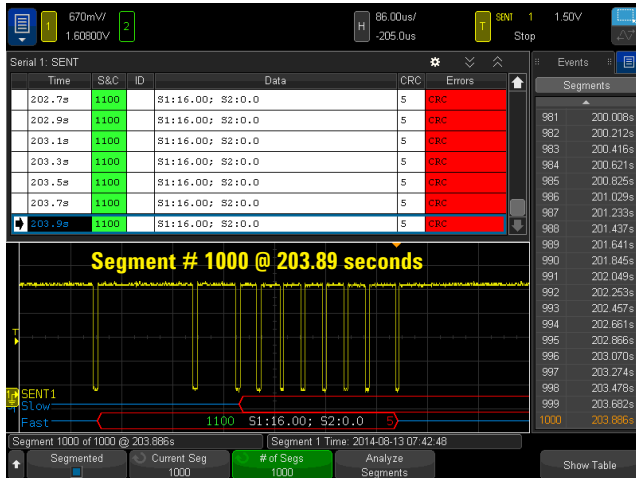 1 670mV/ 1.60800V 2 H 86.00us/ -205.0us T SENT 1 1.50V Stop
Serial 1: SENT
Time S&C ID Data CRC Errors
202.7s 1100 S1:16.00; S2:0.0 5 CRC
202.9s 1100 S1:16.00; S2:0.0 5 CRC
203.1s 1100 S1:16.00; S2:0.0 5 CRC
203.3s 1100 S1:16.00; S2:0.0 5 CRC
203.5s 1100 S1:16.00; S2:0.0 5 CRC
203.7s 1100 S1:16.00; S2:0.0 5 CRC
203.9s 1100 S1:16.00; S2:0.0 5 CRC
Events
Segments
981 200.008s
982 200.212s
983 200.416s
984 200.621s
985 200.825s
986 201.029s
987 201.233s
988 201.437s
989 201.641s
990 201.845s
991 202.049s
992 202.253s
993 202.457s
994 202.661s
995 202.866s
996 203.070s
997 203.274s
998 203.478s
999 203.682s
1000 203.886s
Segment # 1000 @ 203.89 seconds
T
SENT1
Slow
Fast 1100 S1:16.00; S2:0.0 5
Segment 1000 of 1000 @ 203.886s Segment 1 Time: 2014-08-13 07:42:48
Segmented Current Seg 1000 # of Segs 1000 Analyze Segments Show Table